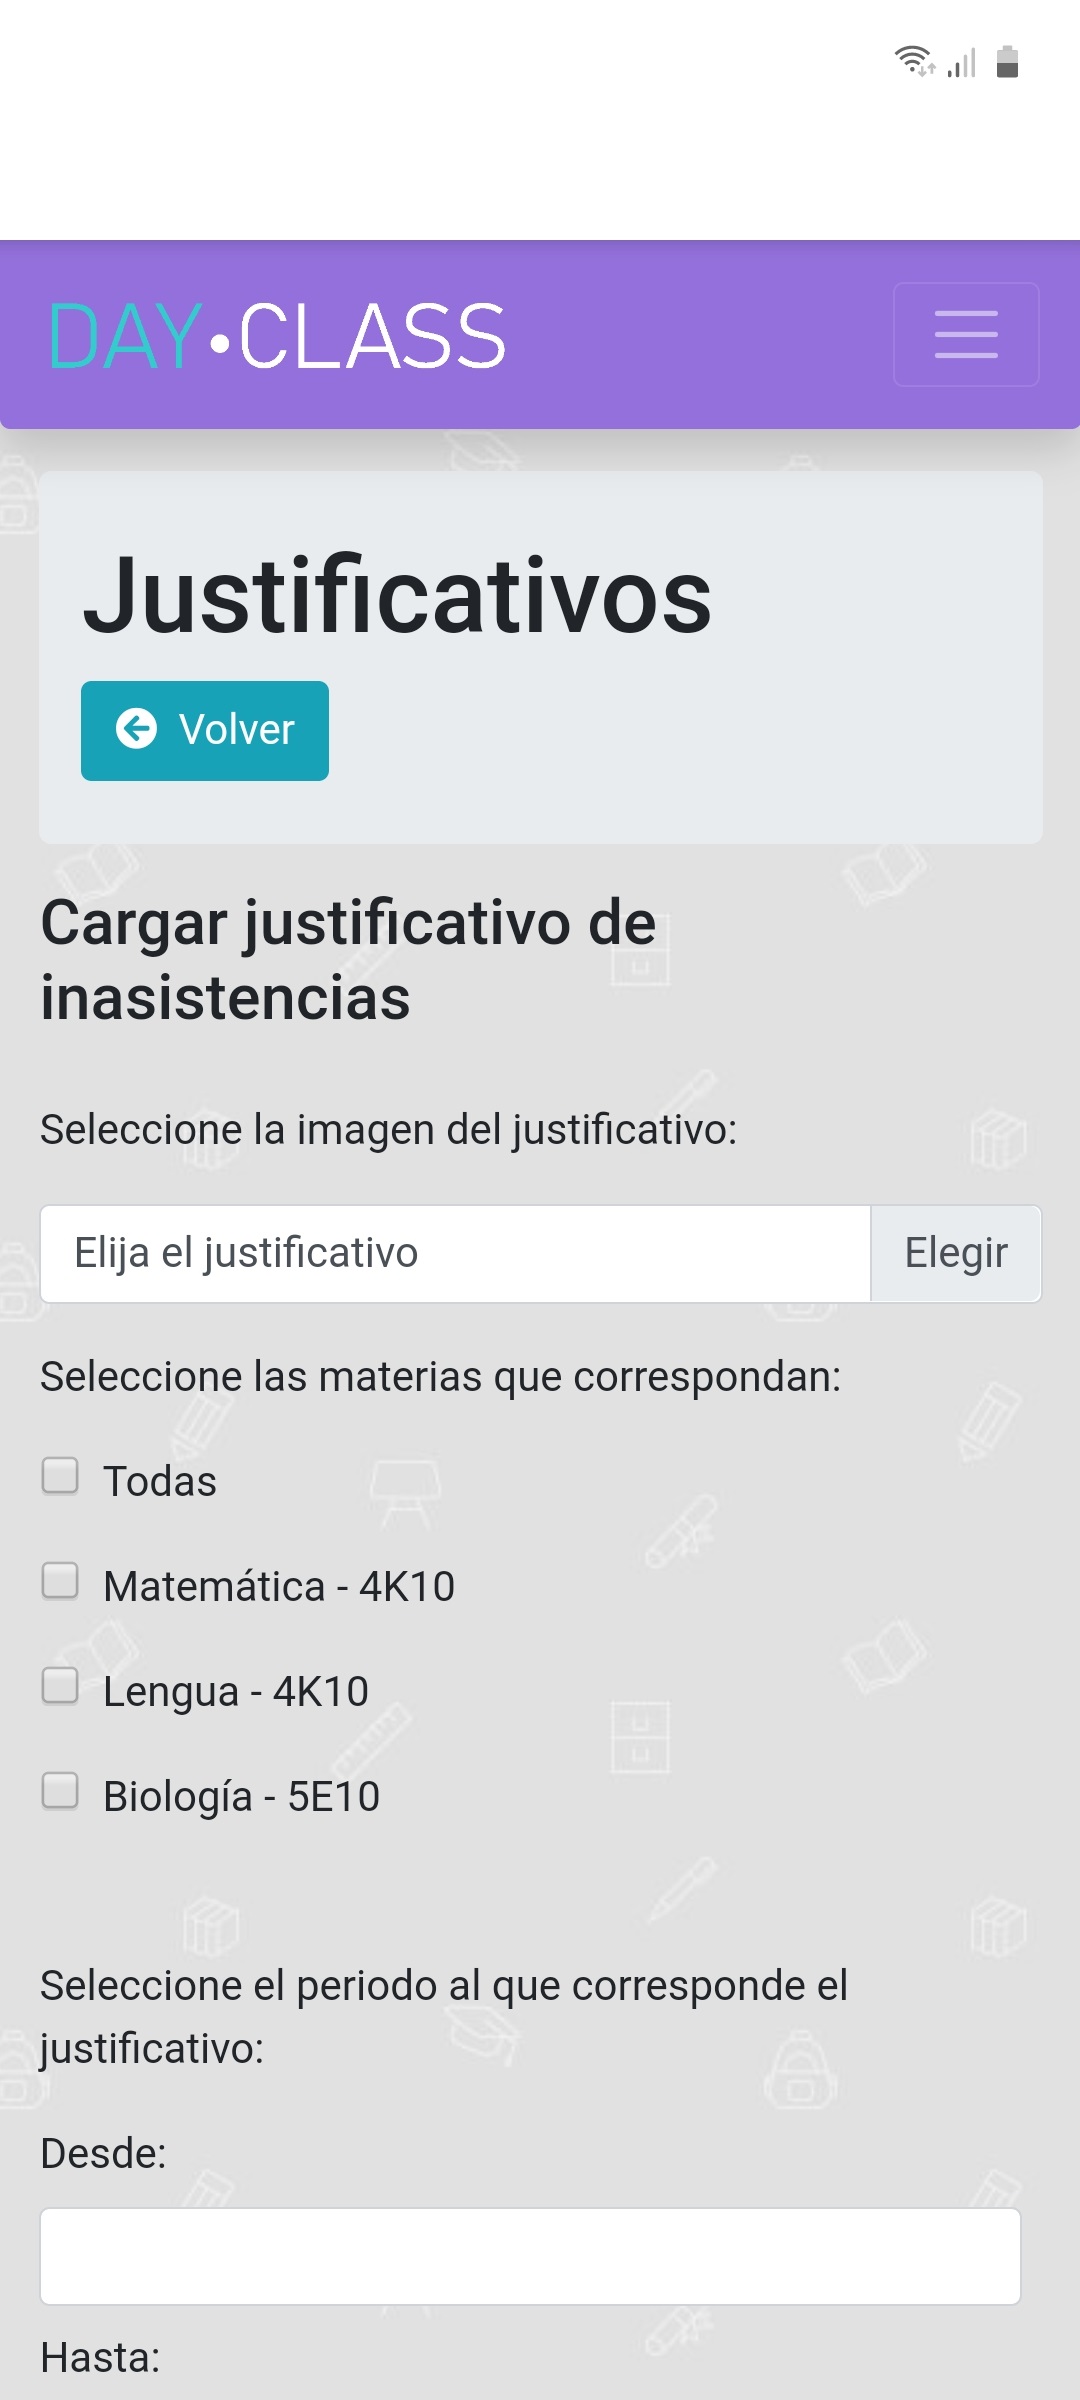 DAY•CLASS
Justificativos
Volver
Cargar justificativo de
inasistencias
Seleccione la imagen del justificativo:
Elija el justificativo
Elegir
Seleccione las materias que correspondan:
Todas
Matemática - 4K10
Lengua - 4K10
Biología - 5E10
Seleccione el periodo al que corresponde el
justificativo:
Desde:
Hasta: